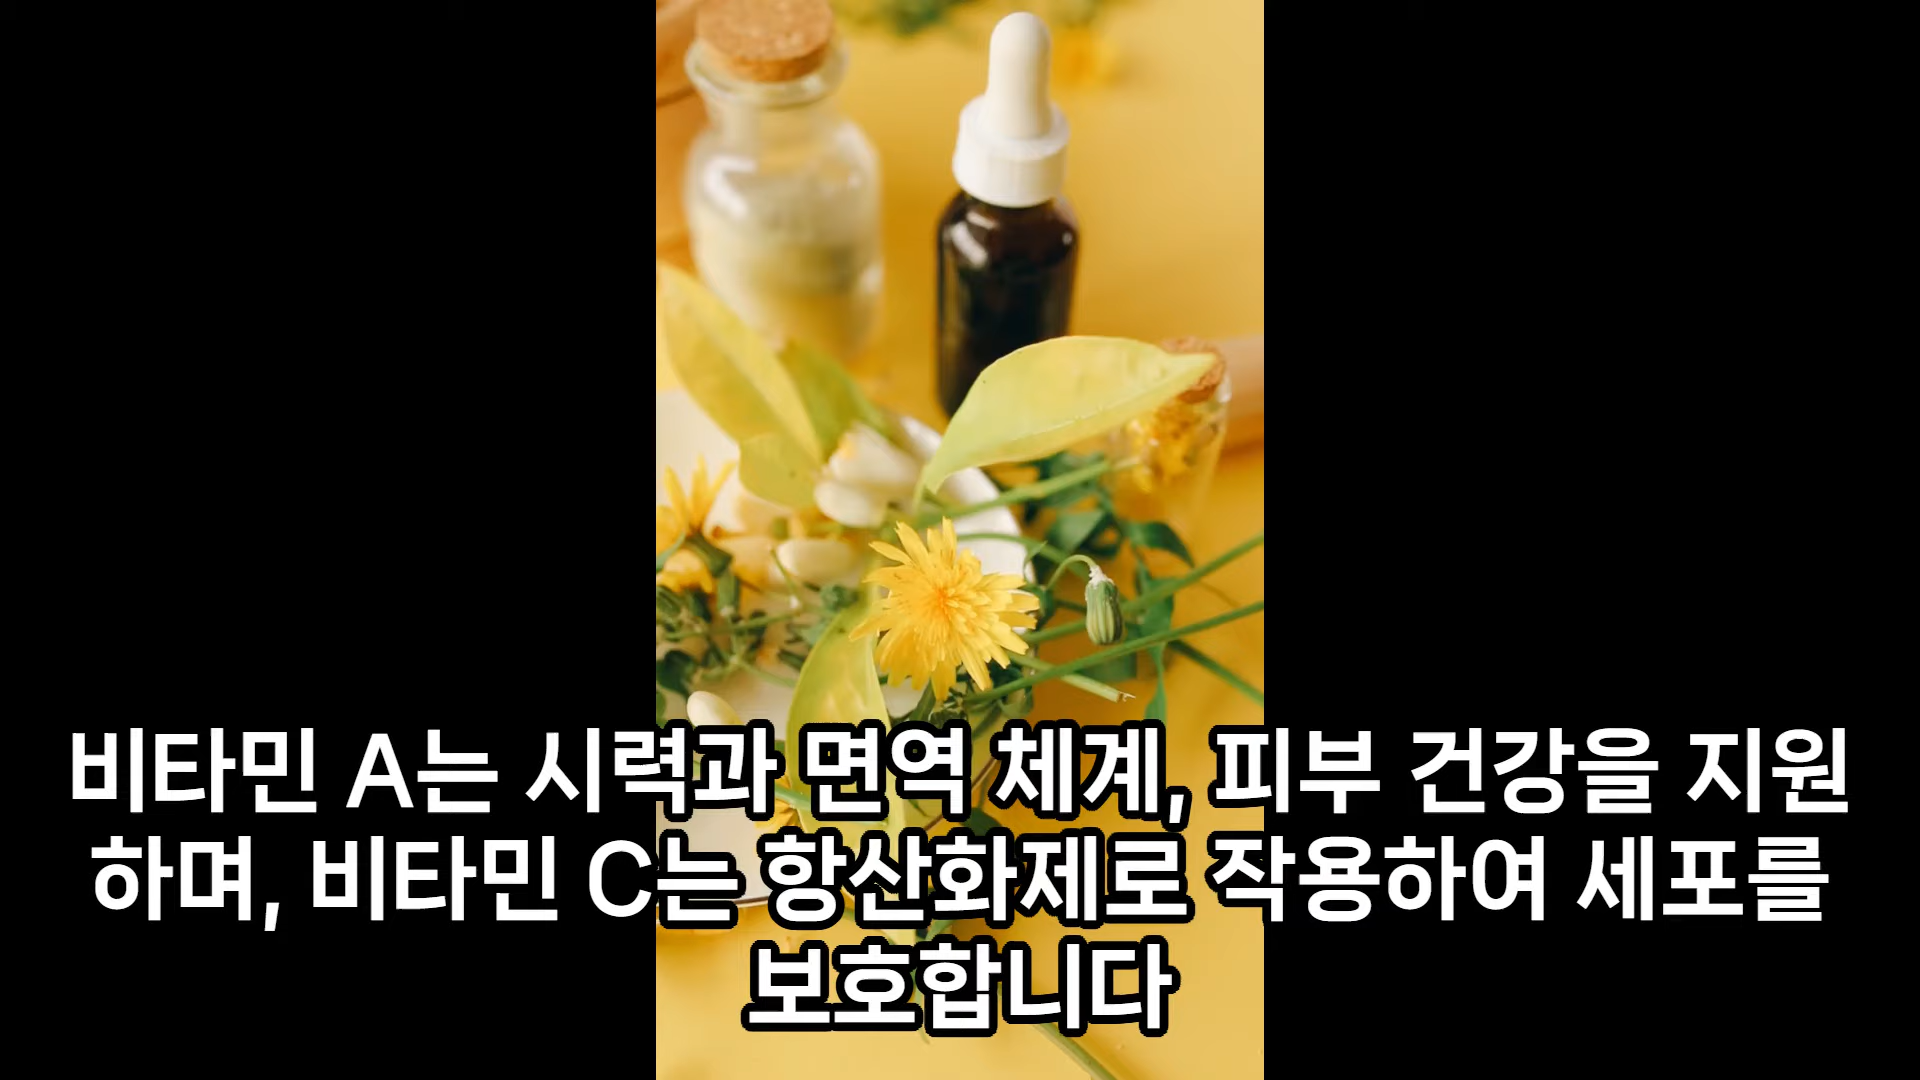 비타민 A는 시력과 면역 체계, 피부 건강을 지원
하며, 비타민 C는 항산화제로 작용하여 세포를
보호합니다